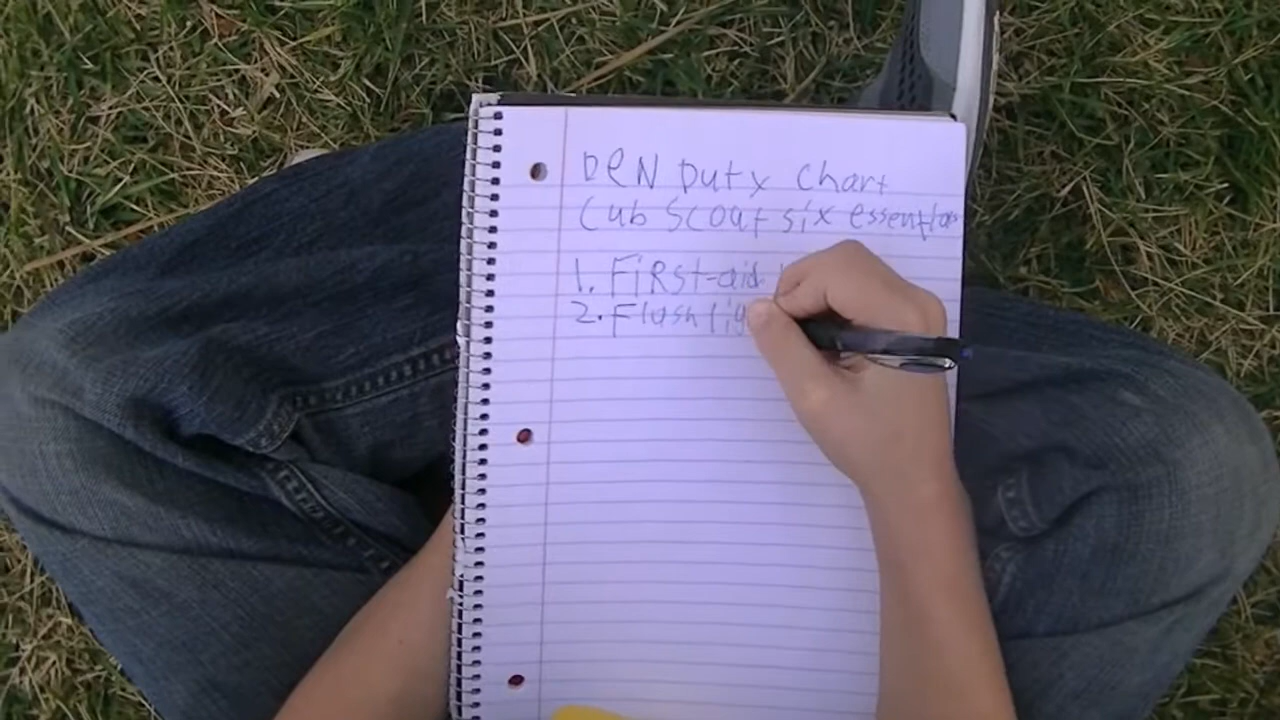 DeN Duty Chart
Cub Scout six essentials
1. FiRst-aid
2. Flash lig